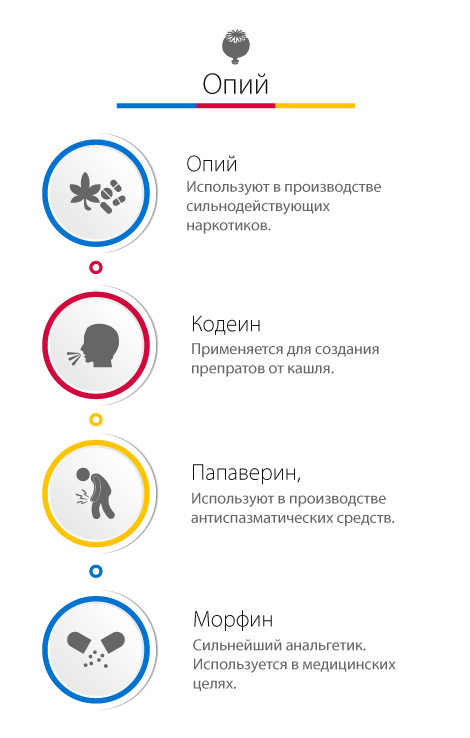 Опий
Опий
Используют в производстве
сильнодействующих
наркотиков.
Кодеин
Применяется для создания
препратов от кашля.
Папаверин,
Используют в производстве
антиспазматических средств.
Морфин
Сильнейший анальгетик.
Используется в медицинских
целях.